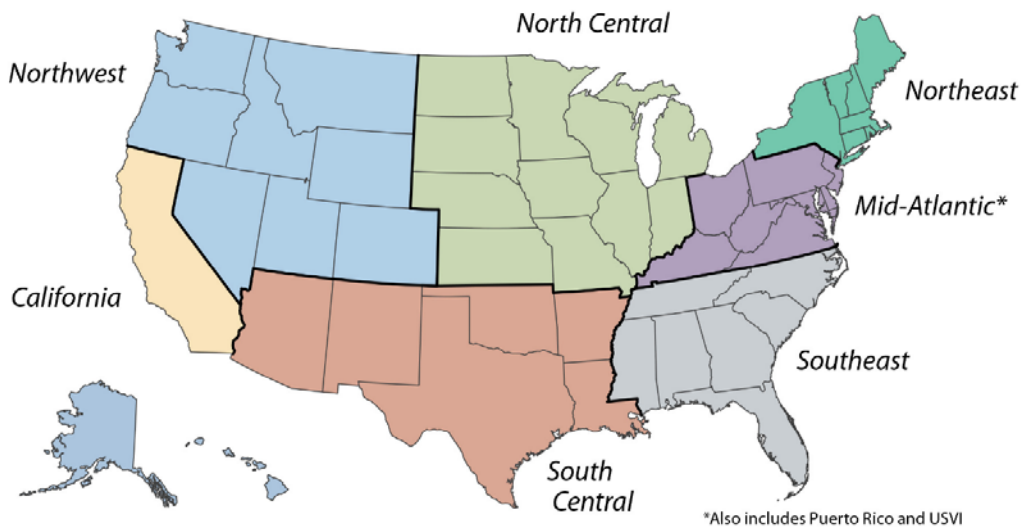 North Central
Northwest
Northeast
Mid-Atlantic*
California
Southeast
South
Central
*Also includes Puerto Rico and USVI